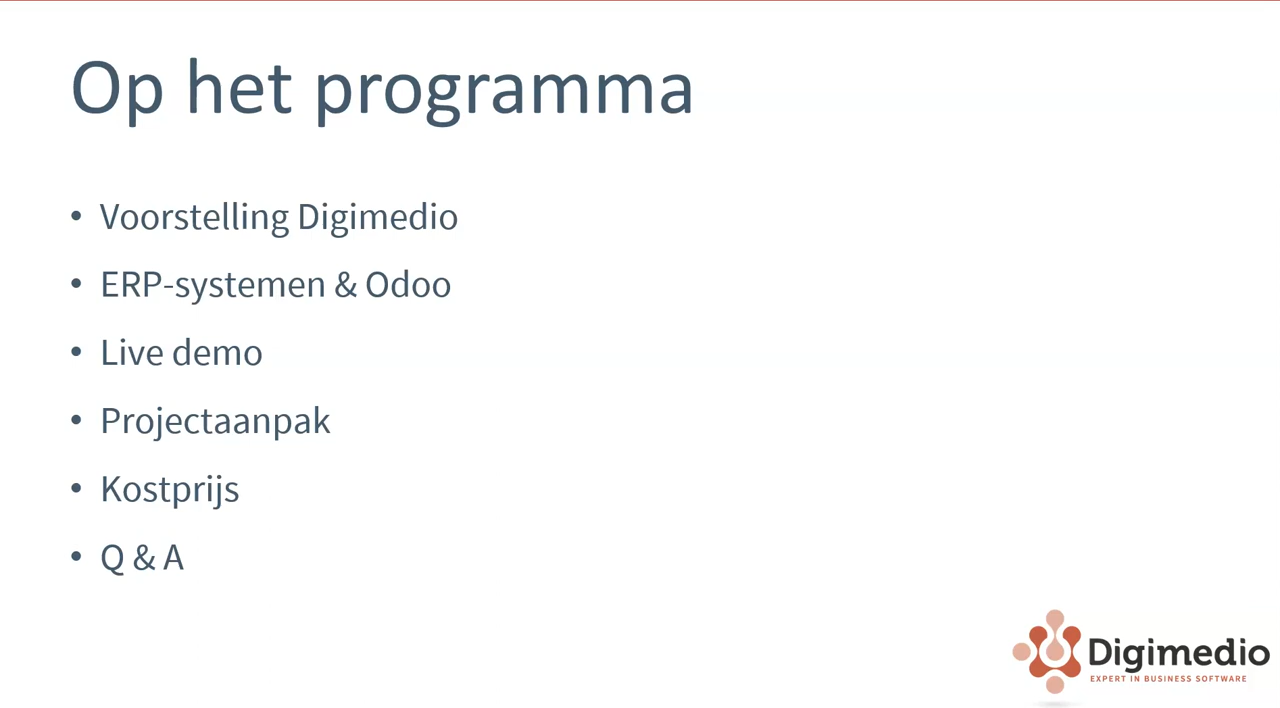 Op het programma
• Voorstelling Digimedio
• ERP-systemen & Odoo
• Live demo
• Projectaanpak
• Kostprijs
• Q & A
Digimedio
EXPERT IN BUSINESS SOFTWARE